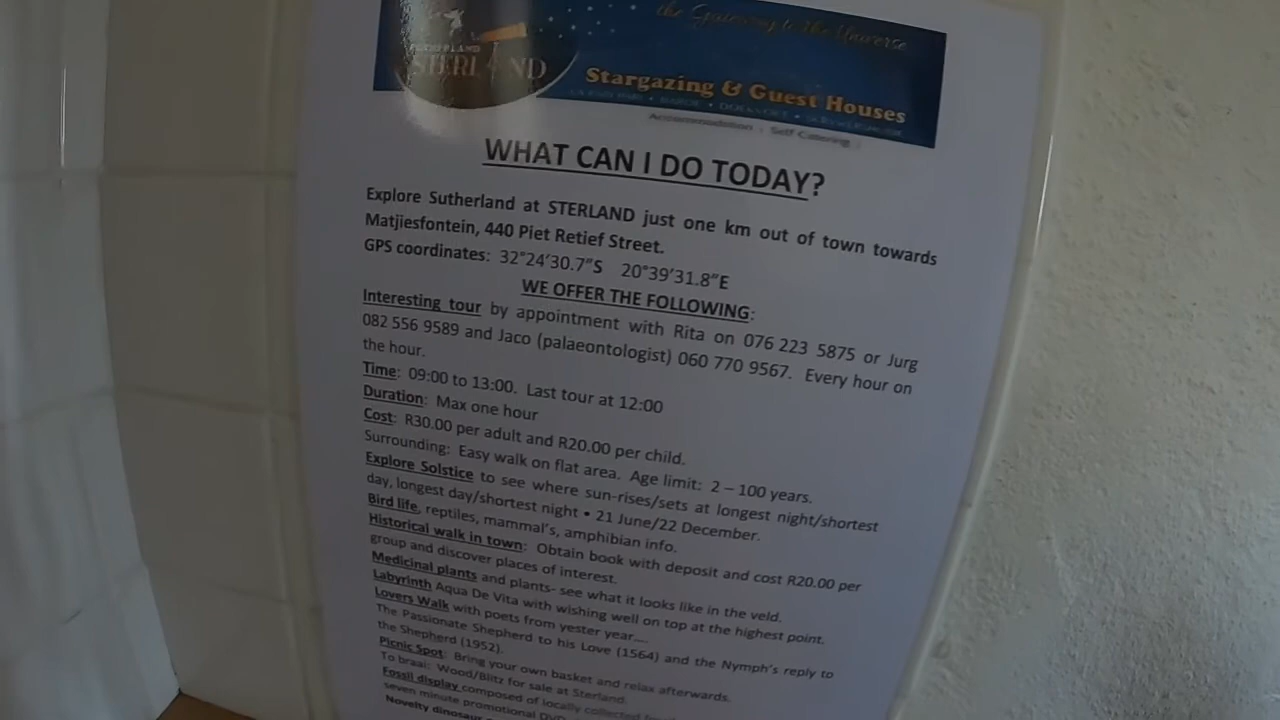 the Gateway to the Universe
STERLAND
Stargazing & Guest Houses
Accommodation | Self Catering
WHAT CAN I DO TODAY?
Explore Sutherland at STERLAND just one km out of town towards
Matjiesfontein, 440 Piet Retief Street.
GPS coordinates: 32°24'30.7"S 20°39'31.8"E
WE OFFER THE FOLLOWING:
Interesting tour by appointment with Rita on 076 223 5875 or Jurg
082 556 9589 and Jaco (palaeontologist) 060 770 9567. Every hour on
the hour.
Time: 09:00 to 13:00. Last tour at 12:00
Duration: Max one hour
Cost: R30.00 per adult and R20.00 per child.
Surrounding: Easy walk on flat area. Age limit: 2 – 100 years.
Explore Solstice to see where sun-rises/sets at longest night/shortest
day, longest day/shortest night • 21 June/22 December.
Bird life, reptiles, mammal's, amphibian info.
Historical walk in town: Obtain book with deposit and cost R20.00 per
group and discover places of interest.
Medicinal plants and plants- see what it looks like in the veld.
Labyrinth Aqua De Vita with wishing well on top at the highest point.
Lovers Walk with poets from yester year....
The Passionate Shepherd to his Love (1564) and the Nymph's reply to
the Shepherd (1952).
Picnic Spot: Bring your own basket and relax afterwards.
To braai: Wood/Blitz for sale at Sterland.
Fossil display composed of locally collected
seven minute promotional DVD
Novelty dinosaur